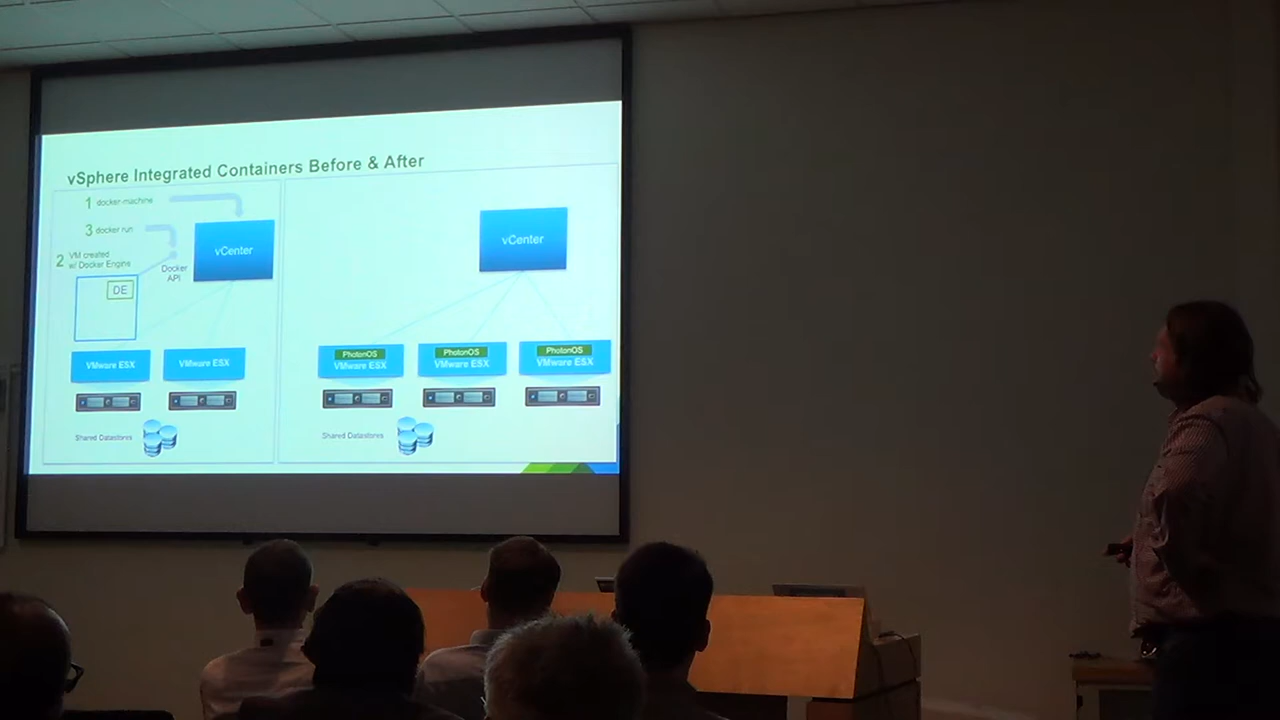 vSphere Integrated Containers Before & After
1 docker-machine
3 docker run
2 VM created
w/ Docker Engine
vCenter
Docker
API
DE
VMware ESX
VMware ESX
Shared Datastores
vCenter
PhotonOS
VMware ESX
PhotonOS
VMware ESX
PhotonOS
VMware ESX
Shared Datastores